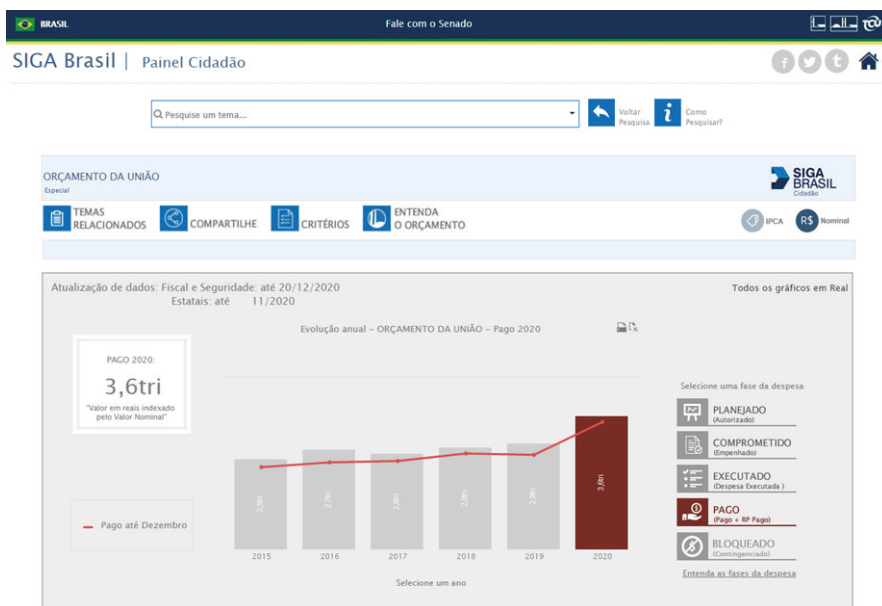 BRASIL
Fale com o Senado
SIGA Brasil | Painel Cidadão
Pesquise um tema...
Voltar
Pesquisa
Como
Pesquisar?
ORÇAMENTO DA UNIÃO
Especial
SIGA
BRASIL
Cidadão
TEMAS
RELACIONADOS
COMPARTILHE
CRITÉRIOS
ENTENDA
O ORÇAMENTO
IPCA
R$ Nominal
Atualização de dados: Fiscal e Seguridade: até 20/12/2020
Estatais: até 11/2020
Todos os gráficos em Real
Evolução anual - ORÇAMENTO DA UNIÃO - Pago 2020
PAGO 2020:
3,6tri
"Valor em reais indexado
pelo Valor Nominal"
Pago até Dezembro
3,6tri
2015 2016 2017 2018 2019 2020
Selecione um ano
Selecione uma fase da despesa
PLANEJADO
(Autorizado)
COMPROMETIDO
(Empenhado)
EXECUTADO
(Despesa Executada )
PAGO
(Pago + RP Pago)
BLOQUEADO
(Contingenciado)
Entenda as fases da despesa